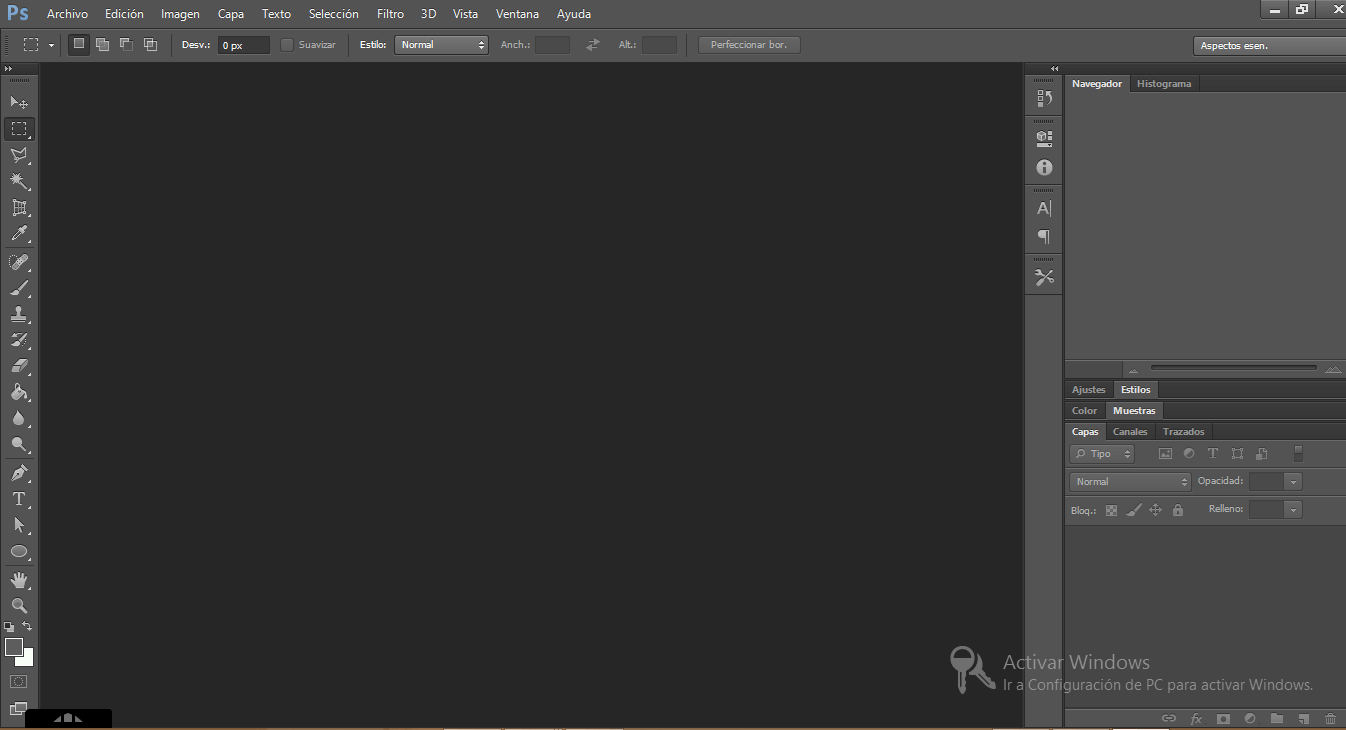 Ps Archivo Edición Imagen Capa Texto Selección Filtro 3D Vista Ventana Ayuda
Desv.: 0 px Suavizar Estilo: Normal Anch.: Alt.: Perfeccionar bor. Aspectos esen.
Navegador Histograma
Ajustes Estilos
Color Muestras
Capas Canales Trazados
Tipo
Normal Opacidad:
Bloq.: Relleno:
Activar Windows
Ir a Configuración de PC para activar Windows.